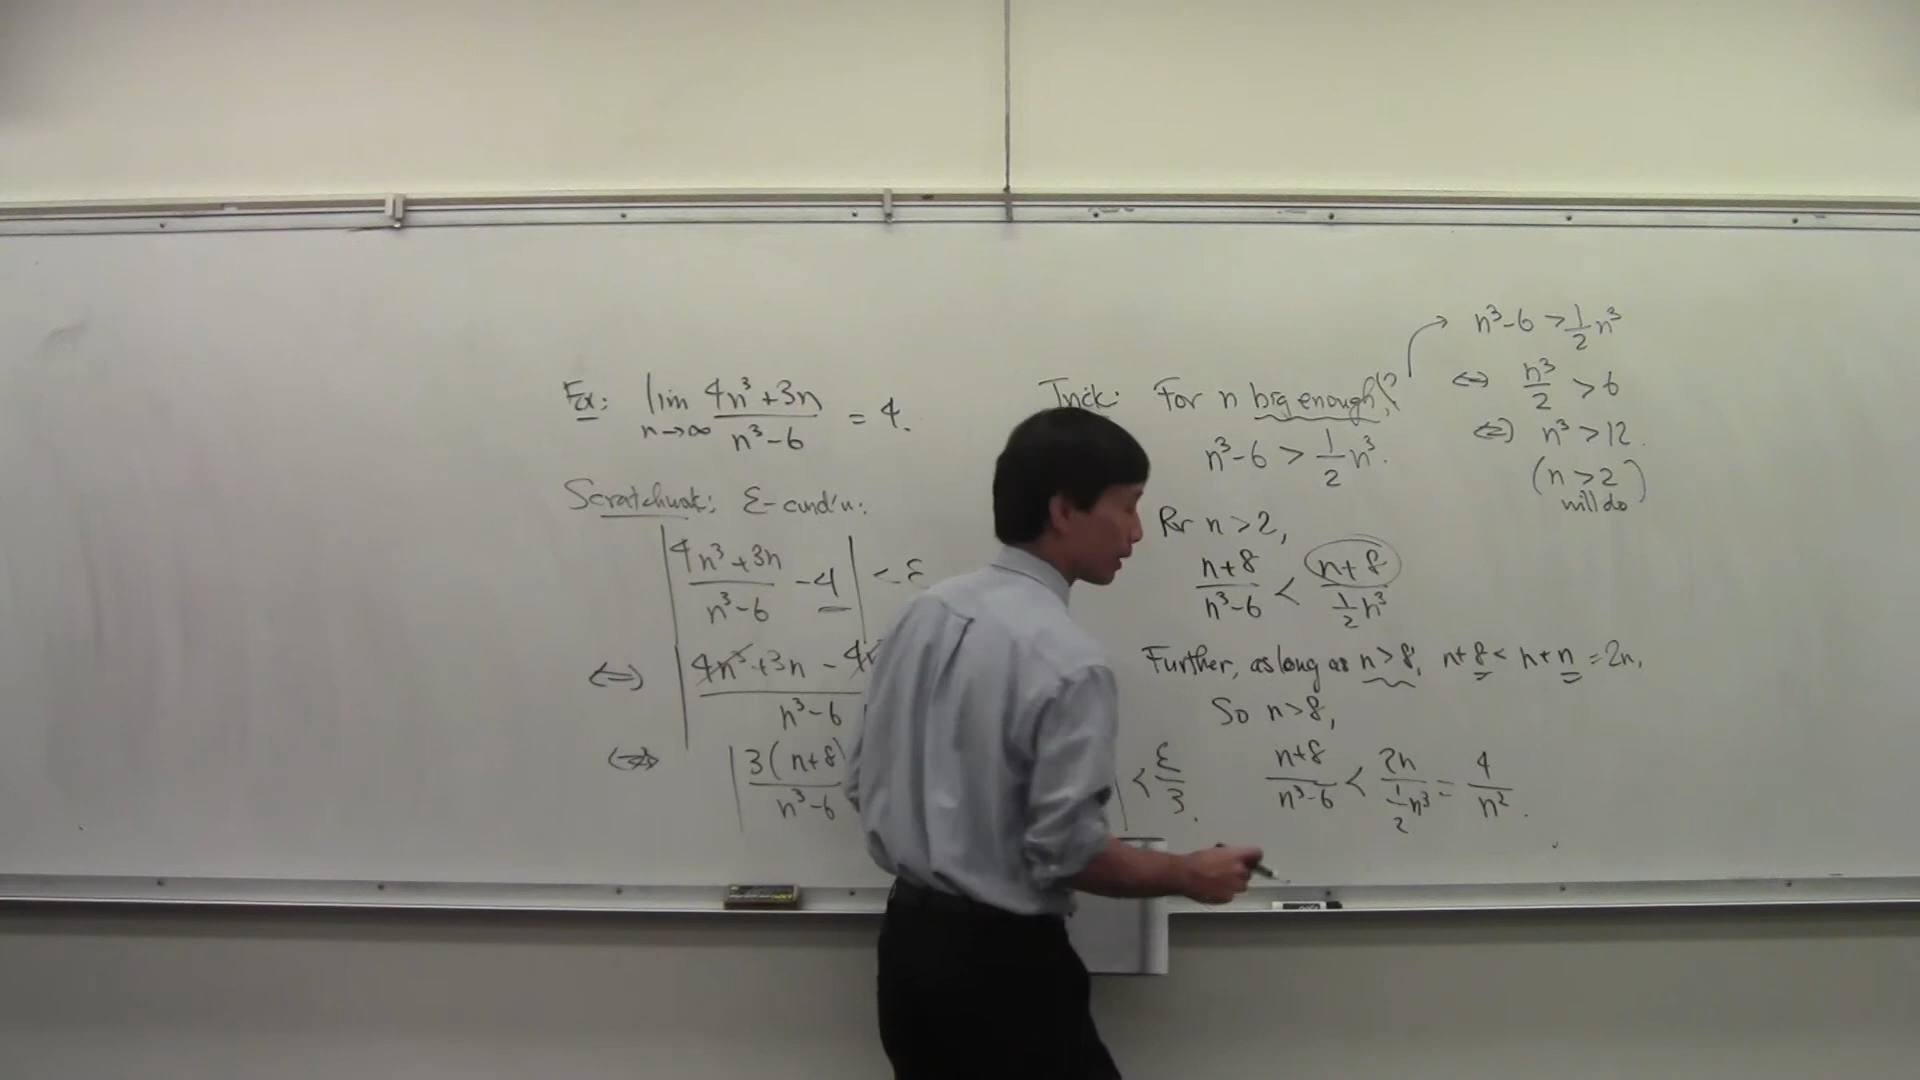 Ex: lim n→∞ (4n³+3n)/(n³-6) = 4.
Scratchwork: ε-cond'n:
|(4n³+3n)/(n³-6) - 4| < ε
⇔ |(4n³+3n - 4n)/(n³-6)
⇔ |3(n+8)/(n³-6)
| < ε/3.
Trick: For n big enough,
n³-6 > 1/2 n³.
n³-6 > 1/2 n³
⇔ n³/2 > 6
⇔ n³ > 12.
(n > 2
will do)
For n > 2,
(n+8)/(n³-6) < (n+8)/(1/2 n³)
Further, as long as n > 8, n+8 < n+n = 2n.
So n > 8,
(n+8)/(n³-6) < 2n/(1/2 n³) = 4/n².